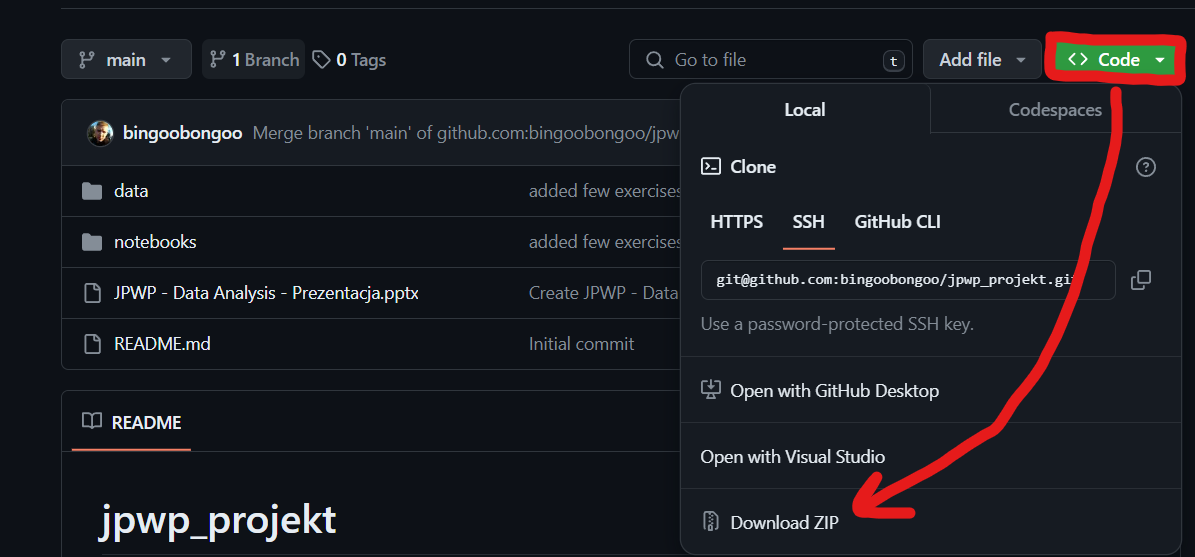 main
1 Branch
0 Tags
Go to file
t
Add file
<> Code
bingoobongoo Merge branch 'main' of github.com:bingoobongoo/jpw
data
added few exercises
notebooks
added few exercises
JPWP - Data Analysis - Prezentacja.pptx
Create JPWP - Data
README.md
Initial commit
README
jpwp_projekt
Local
Codespaces
Clone
HTTPS
SSH
GitHub CLI
git@github.com:bingoobongoo/jpwp_projekt.git
Use a password-protected SSH key.
Open with GitHub Desktop
Open with Visual Studio
Download ZIP